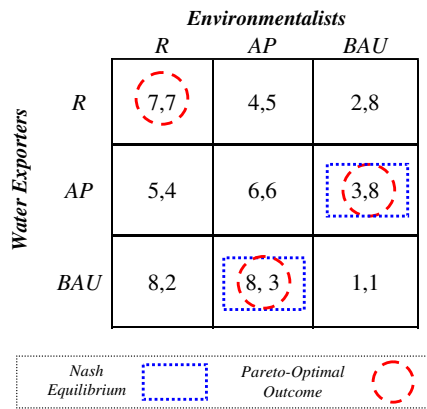 Environmentalists
R AP BAU
Water Exporters
R 7,7 4,5 2,8
AP 5,4 6,6 3,8
BAU 8,2 8, 3 1,1
Nash Equilibrium
Pareto-Optimal Outcome